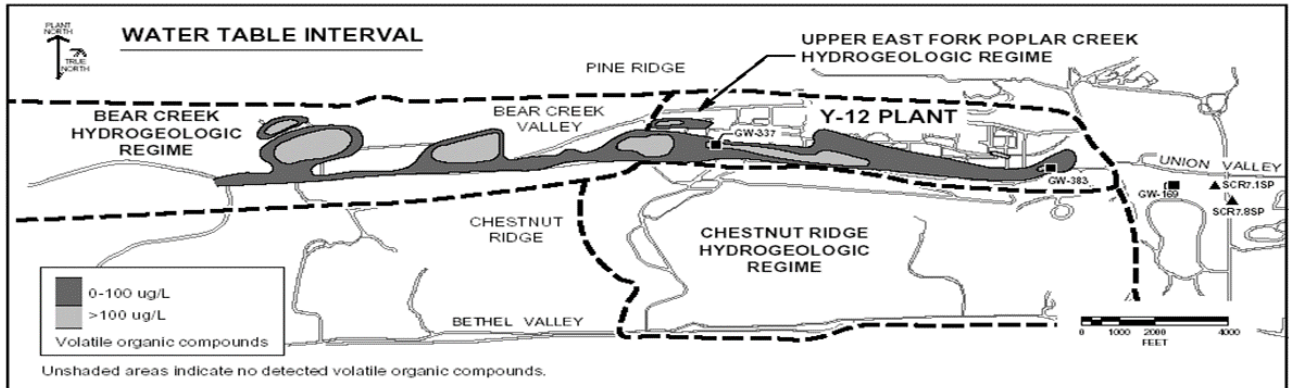 PLANT
NORTH
TRUE
NORTH
WATER TABLE INTERVAL
UPPER EAST FORK POPLAR CREEK
HYDROGEOLOGIC REGIME
PINE RIDGE
BEAR CREEK
HYDROGEOLOGIC
REGIME
BEAR CREEK
VALLEY
Y-12 PLANT
GW-337
UNION VALLEY
GW-383
GW-169
SCR7.1SP
SCR7.8SP
CHESTNUT
RIDGE
CHESTNUT RIDGE
HYDROGEOLOGIC
REGIME
0-100 ug/L
>100 ug/L
Volatile organic compounds
BETHEL VALLEY
0 1000 2000 4000
FEET
Unshaded areas indicate no detected volatile organic compounds.